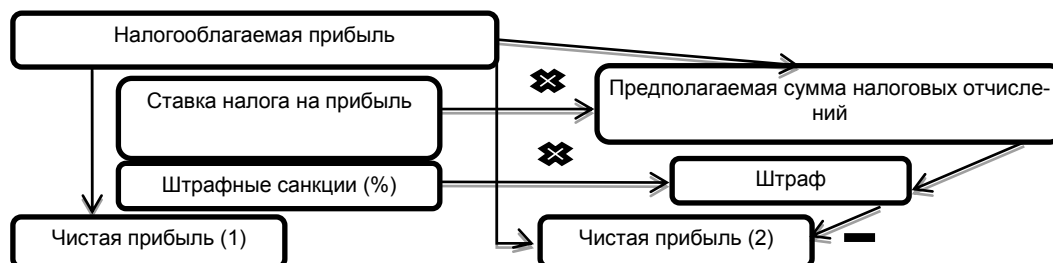 Налогооблагаемая прибыль
Ставка налога на прибыль
Предполагаемая сумма налоговых отчисле-
ний
Штрафные санкции (%)
Штраф
Чистая прибыль (1)
Чистая прибыль (2)